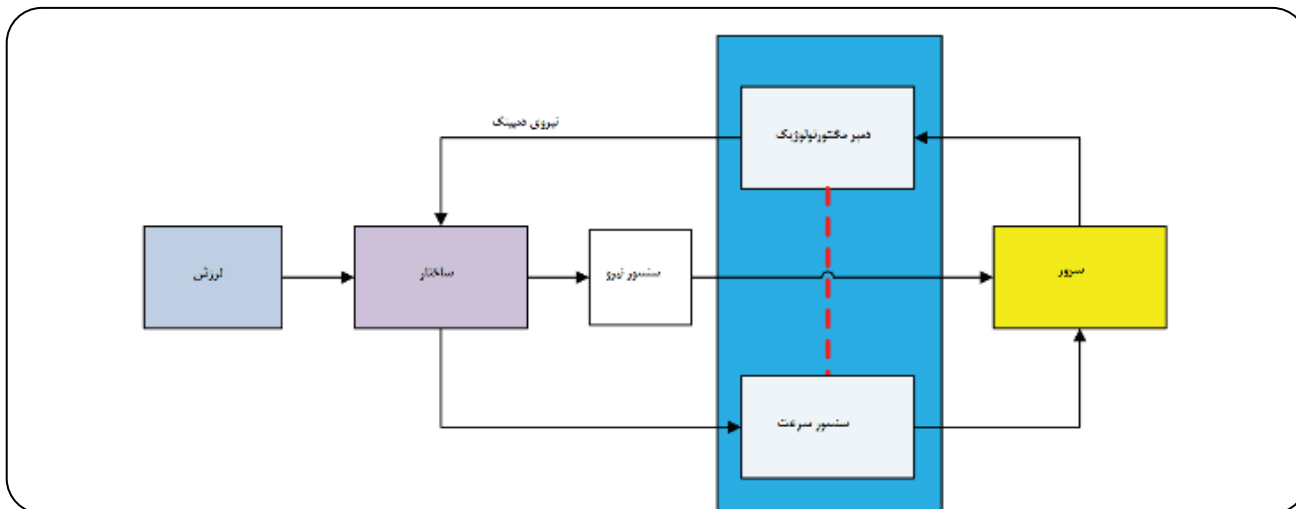 نیروی دمپینگ
دمپر مگنتورئولوژیک
لرزش
ساختار
سنسور نیرو
سرور
سنسور سرعت